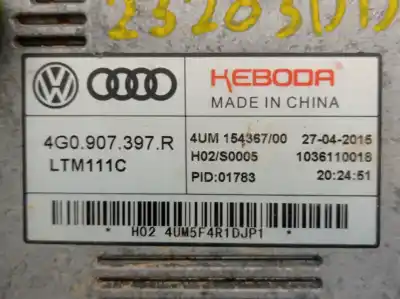 KEBODA
MADE IN CHINA
4G0.907.397.R
LTM111C
4UM 154367/00 27-04-2015
H02/S0005 1036110018
PID:01783 20:24:51
* H02 4UM5F4R1DJP1 *